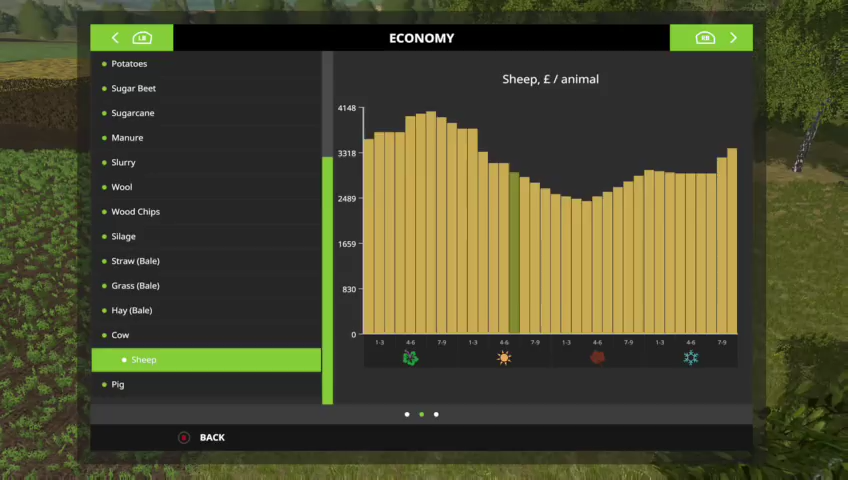 LB
ECONOMY
RB
Potatoes
Sugar Beet
Sugarcane
Manure
Slurry
Wool
Wood Chips
Silage
Straw (Bale)
Grass (Bale)
Hay (Bale)
Cow
Sheep
Pig
Sheep, £ / animal
4148
3318
2489
1659
830
0
1-3 4-6 7-9 1-3 4-6 7-9 1-3 4-6 7-9 1-3 4-6 7-9
B BACK